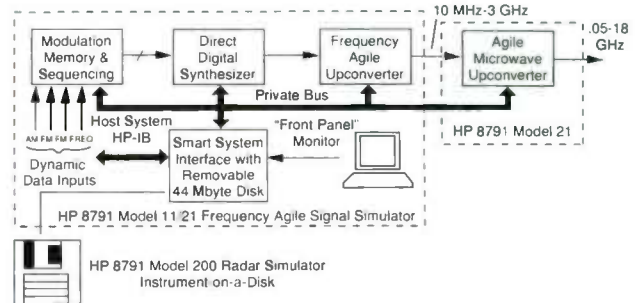 10 MHz-3 GHz
.05-18
GHz
Modulation
Memory &
Sequencing
Direct
Digital
Synthesizer
Frequency
Agile
Upconverter
Agile
Microwave
Upconverter
Private Bus
Host System
HP-IB
"Front Panel"
Monitor
HP 8791 Model 21
AM FM FM FREQ
Dynamic
Data Inputs
Smart System
Interface with
Removable
44 Mbyte Disk
HP 8791 Model 11/21 Frequency Agile Signal Simulator
HP 8791 Model 200 Radar Simulator
Instrument-on-a-Disk